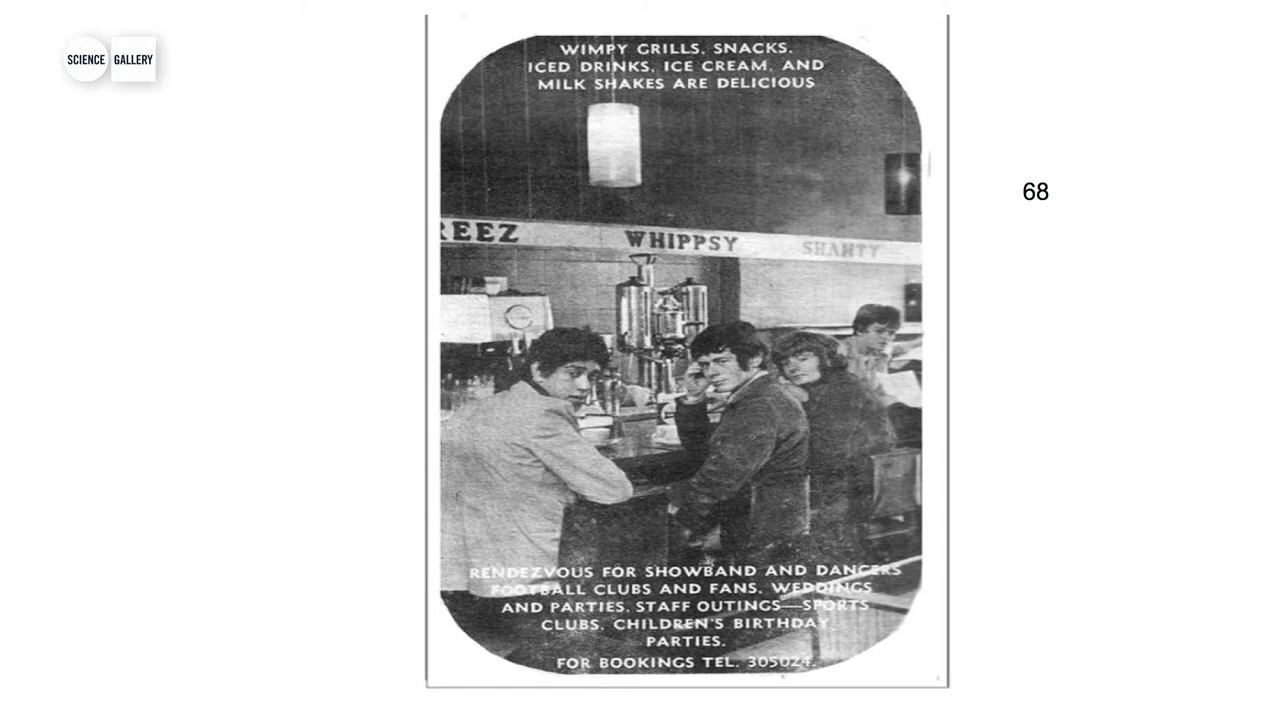 SCIENCE GALLERY
WIMPY GRILLS, SNACKS.
ICED DRINKS, ICE CREAM, AND
MILK SHAKES ARE DELICIOUS
68
REEZ WHIPPSY SHANTY
RENDEZVOUS FOR SHOWBAND AND DANCERS
FOOTBALL CLUBS AND FANS. WEDDINGS
AND PARTIES. STAFF OUTINGS—SPORTS
CLUBS. CHILDREN'S BIRTHDAY
PARTIES.
FOR BOOKINGS TEL. 305024.